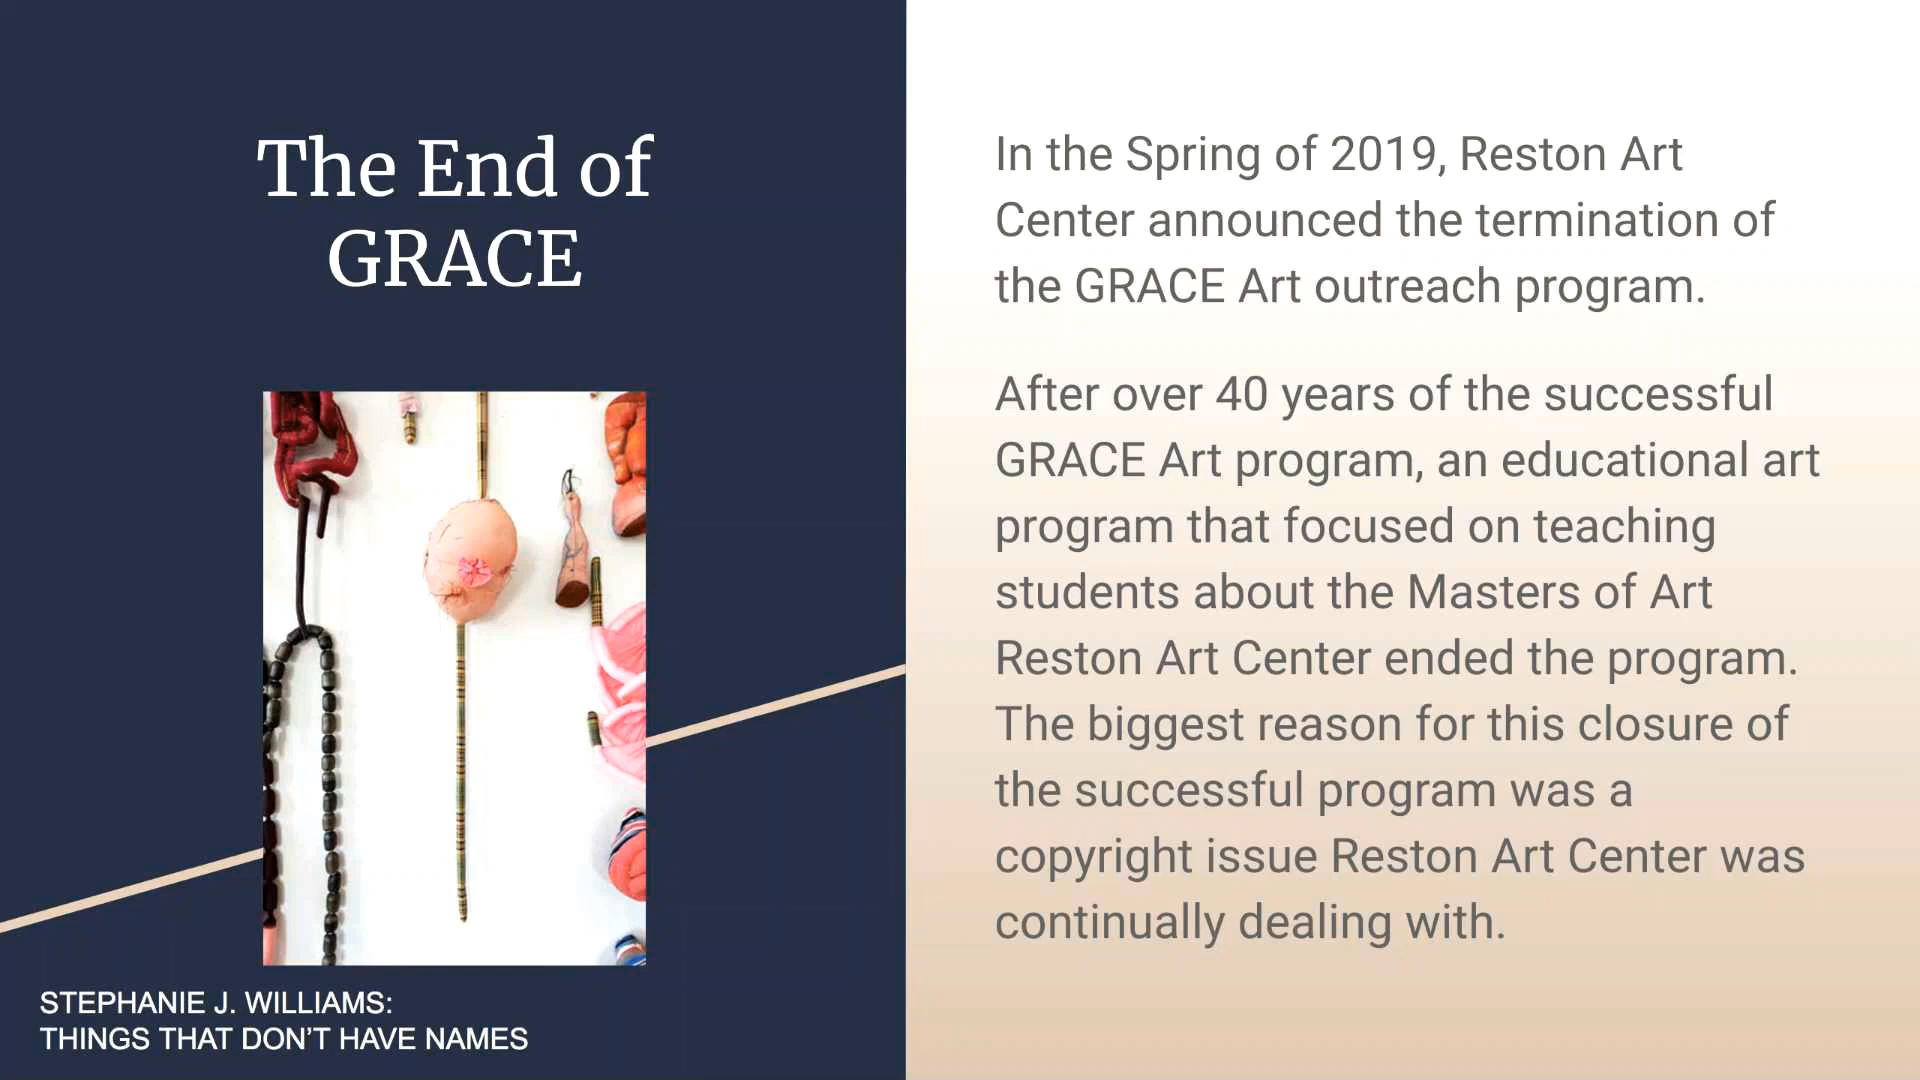 The End of
GRACE
In the Spring of 2019, Reston Art
Center announced the termination of
the GRACE Art outreach program.
After over 40 years of the successful
GRACE Art program, an educational art
program that focused on teaching
students about the Masters of Art
Reston Art Center ended the program.
The biggest reason for this closure of
the successful program was a
copyright issue Reston Art Center was
continually dealing with.
STEPHANIE J. WILLIAMS:
THINGS THAT DON'T HAVE NAMES